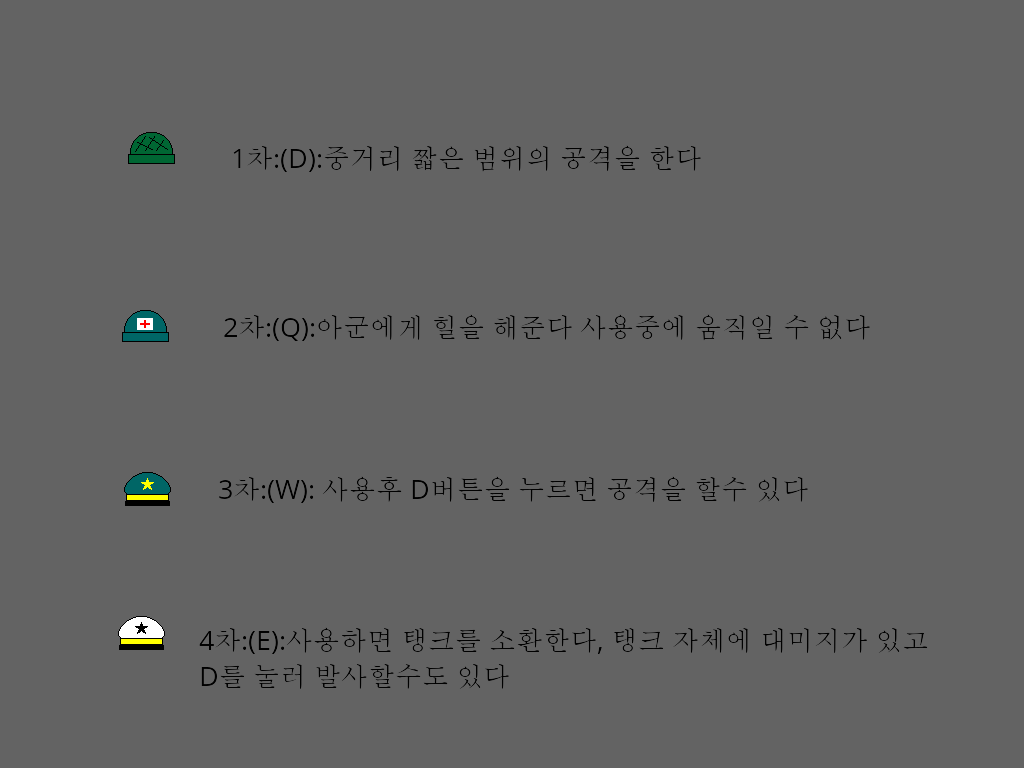 1차:(D):중거리 짧은 범위의 공격을 한다
2차:(Q):아군에게 힐을 해준다 사용중에 움직일 수 없다
3차:(W): 사용후 D버튼을 누르면 공격을 할수 있다
4차:(E):사용하면 탱크를 소환한다, 탱크 자체에 대미지가 있고
D를 눌러 발사할수도 있다